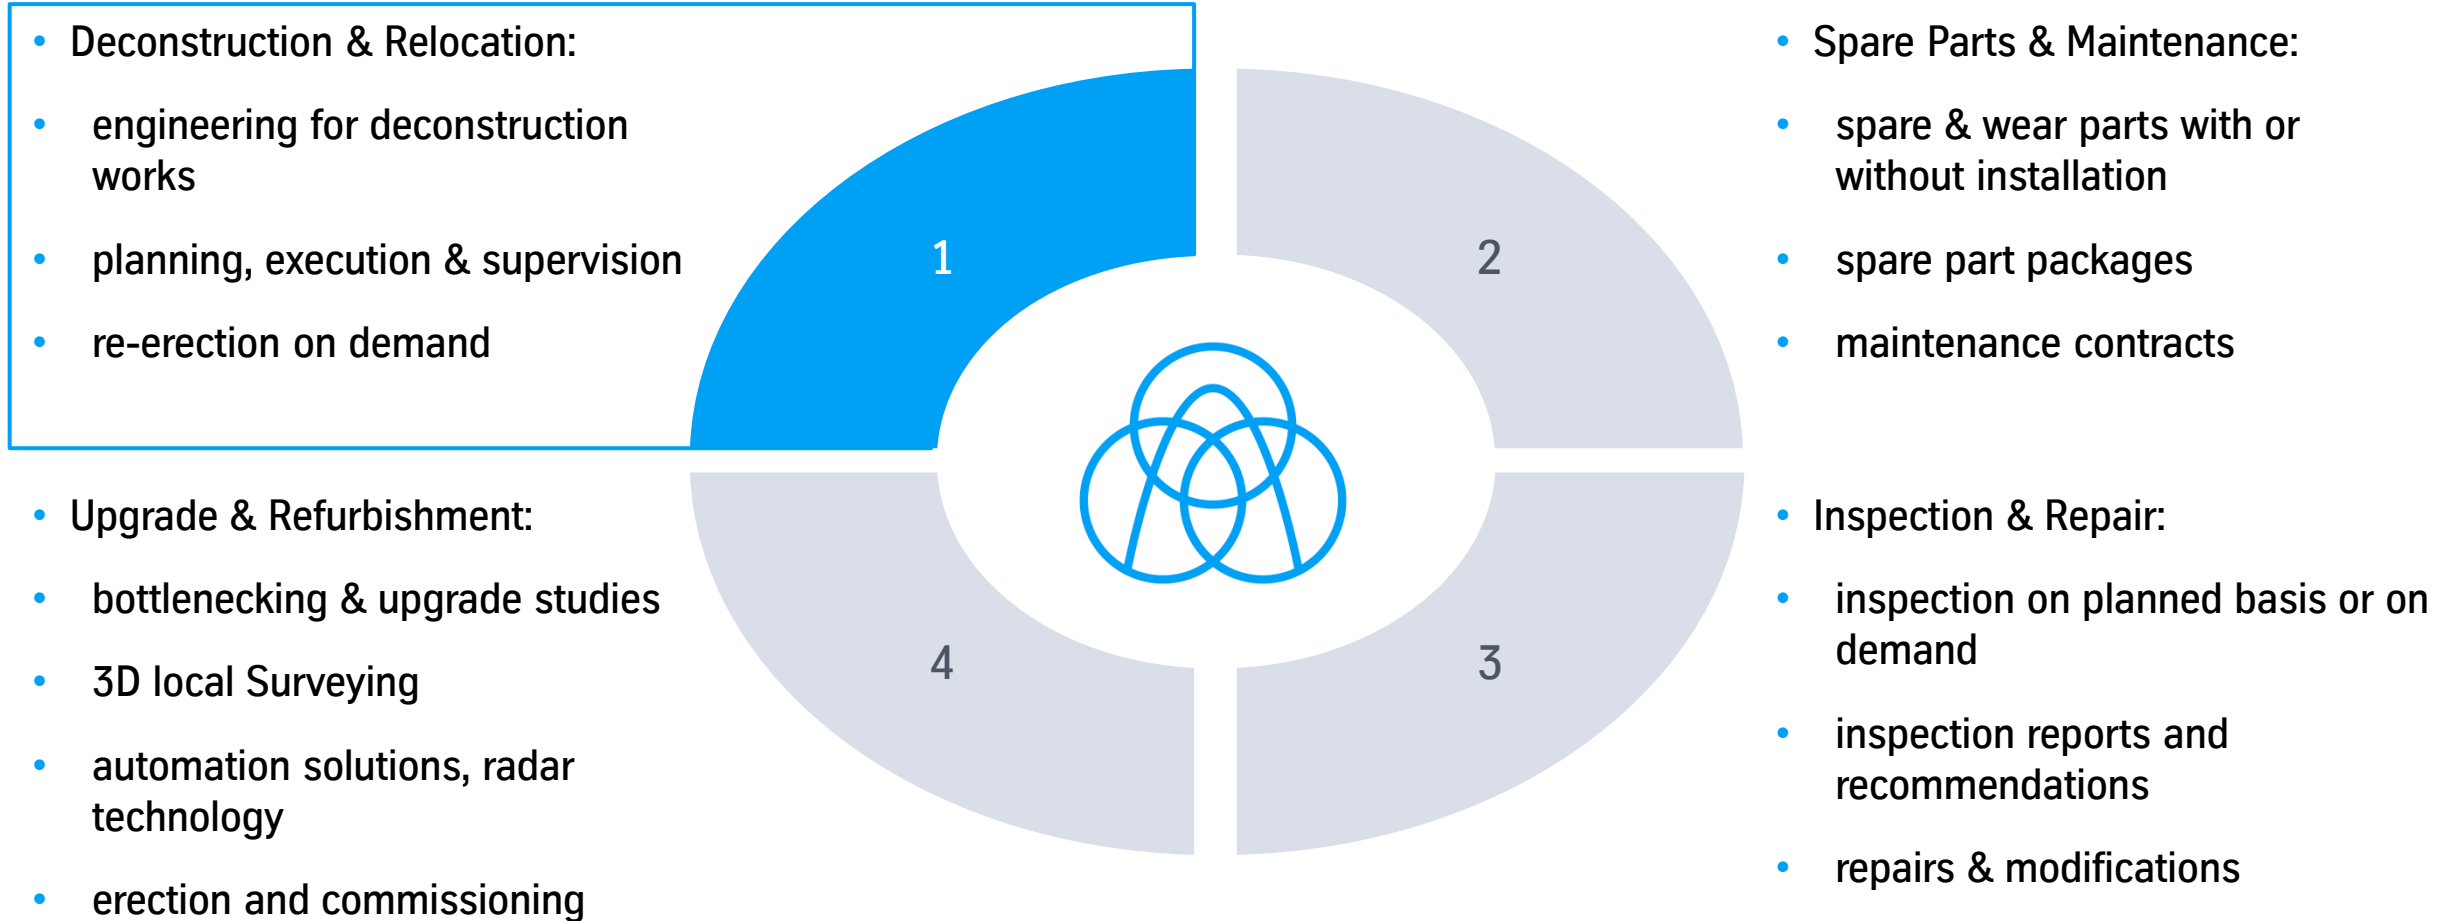 • Deconstruction & Relocation:
• engineering for deconstruction
works
• planning, execution & supervision
• re-erection on demand
1
2
• Spare Parts & Maintenance:
• spare & wear parts with or
without installation
• spare part packages
• maintenance contracts
• Upgrade & Refurbishment:
• bottlenecking & upgrade studies
• 3D local Surveying
• automation solutions, radar
technology
• erection and commissioning
4
3
• Inspection & Repair:
• inspection on planned basis or on
demand
• inspection reports and
recommendations
• repairs & modifications